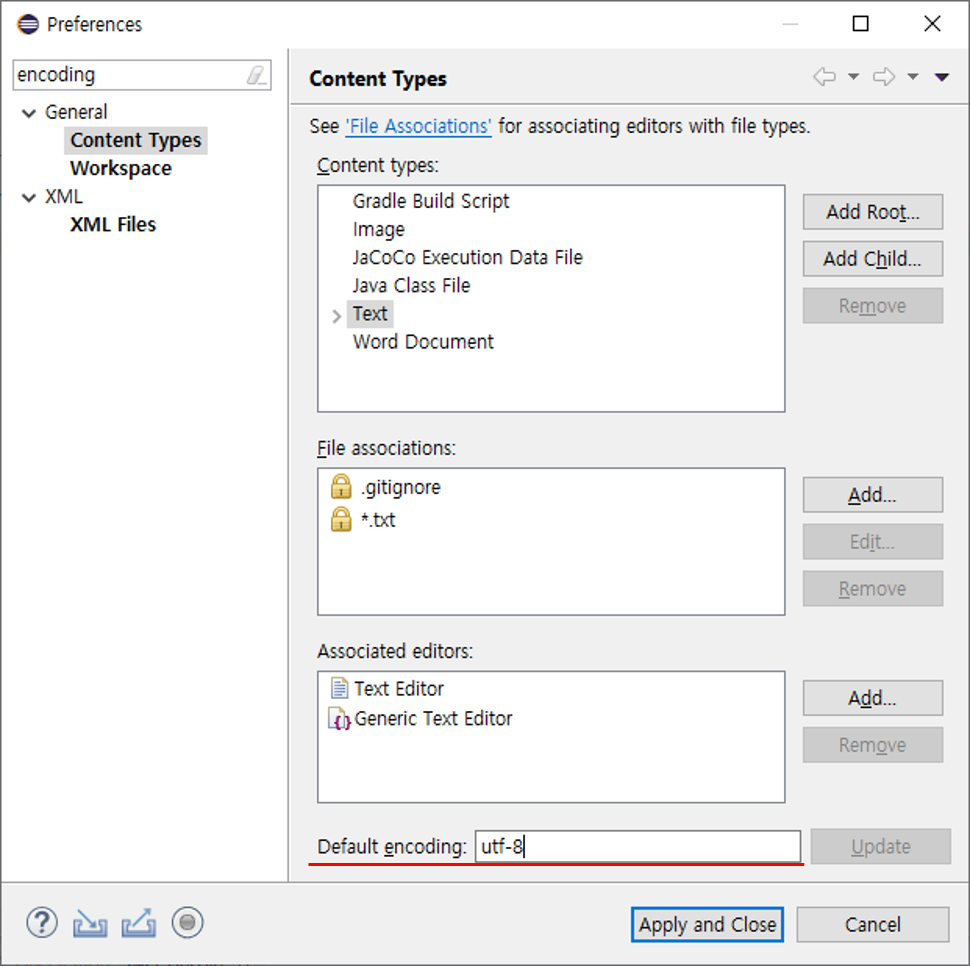 Preferences
encoding
General
Content Types
Workspace
XML
XML Files
Content Types
See 'File Associations' for associating editors with file types.
Content types:
Gradle Build Script
Image
JaCoCo Execution Data File
Java Class File
Text
Word Document
Add Root...
Add Child...
Remove
File associations:
.gitignore
*.txt
Add...
Edit...
Remove
Associated editors:
Text Editor
Generic Text Editor
Add...
Remove
Default encoding: utf-8 Update
Apply and Close Cancel